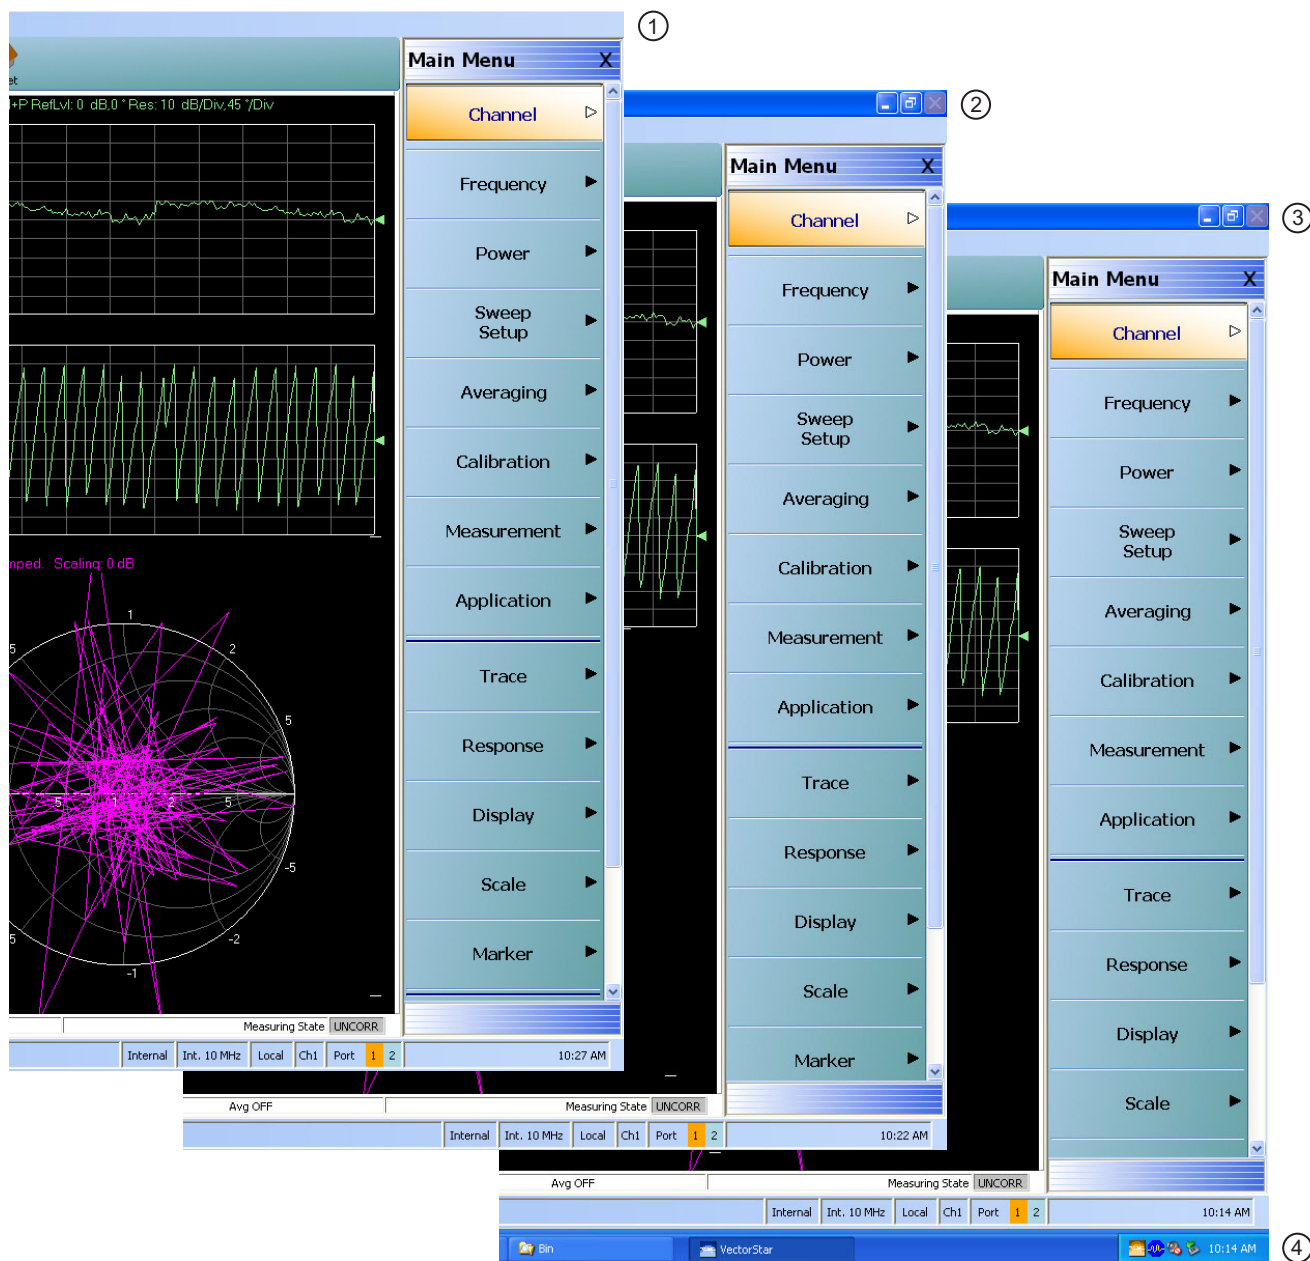 1
et
Main Menu X
I+P RefLvl: 0 dB,0 ° Res: 10 dB/Div,45 °/Div
Channel
Frequency
Power
Sweep
Setup
Averaging
Calibration
Measurement
Application
Trace
Response
Display
Scale
Marker
mped. Scaling: 0 dB
1
2
5
5
5
1
2
5
-5
5
-2
-1
Measuring State UNCORR
Internal Int. 10 MHz Local Ch1 Port 1 2 10:27 AM
2
Main Menu X
Channel
Frequency
Power
Sweep
Setup
Averaging
Calibration
Measurement
Application
Trace
Response
Display
Scale
Marker
Avg OFF Measuring State UNCORR
Internal Int. 10 MHz Local Ch1 Port 1 2 10:22 AM
3
Main Menu X
Channel
Frequency
Power
Sweep
Setup
Averaging
Calibration
Measurement
Application
Trace
Response
Display
Scale
Avg OFF Measuring State UNCORR
Internal Int. 10 MHz Local Ch1 Port 1 2 10:14 AM
Bin VectorStar 10:14 AM
4